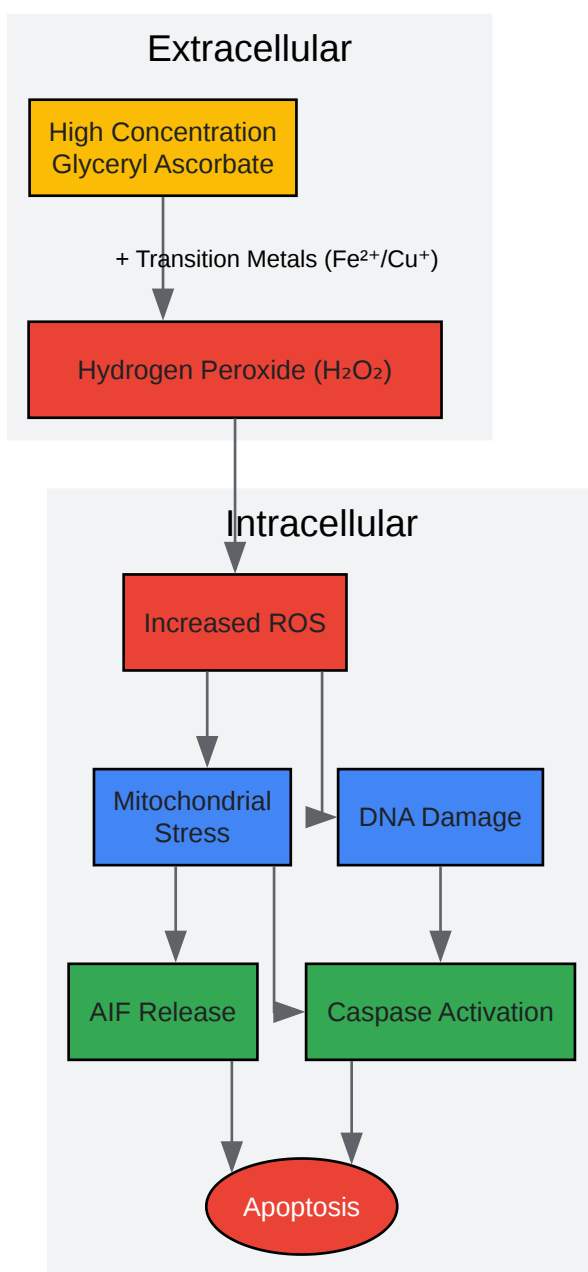 Extracellular
High Concentration
Glyceryl Ascorbate
+ Transition Metals (Fe²⁺/Cu⁺)
Hydrogen Peroxide (H₂O₂)
Intracellular
Increased ROS
Mitochondrial
Stress
DNA Damage
AIF Release
Caspase Activation
Apoptosis